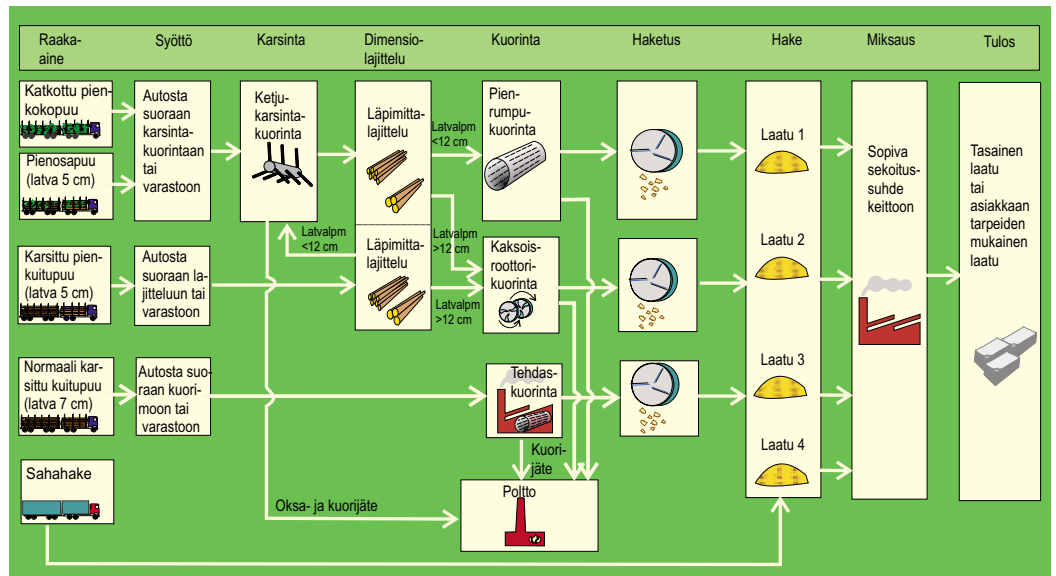 Raaka-
aine
Syöttö
Karsinta
Dimensio-
lajittelu
Kuorinta
Haketus
Hake
Miksaus
Tulos
Katkottu pien-
kokopuu
Pienosapuu
(latva 5 cm)
Autosta
suoraan
karsinta-
kuorintaan
tai
varastoon
Ketju-
karsinta-
kuorinta
Läpimitta-
lajittelu
Latvalpm
<12 cm
Pien-
rumpu-
kuorinta
Laatu 1
Sopiva
sekoitus-
suhde
keittoon
Tasainen
laatu
tai
asiakkaan
tarpeiden
mukainen
laatu
Karsittu pien-
kuitupuu
(latva 5 cm)
Autosta
suoraan la-
jitteluun tai
varastoon
Latvalpm
<12 cm
Läpimitta-
lajittelu
Latvalpm
>12 cm
Latvalpm
>12 cm
Kaksois-
roottori-
kuorinta
Laatu 2
Normaali kar-
sittu kuitupuu
(latva 7 cm)
Autosta suo-
raan kuori-
moon tai
varastoon
Tehdas-
kuorinta
Laatu 3
Kuori-
jäte
Laatu 4
Sahahake
Oksa- ja kuorijäte
Poltto